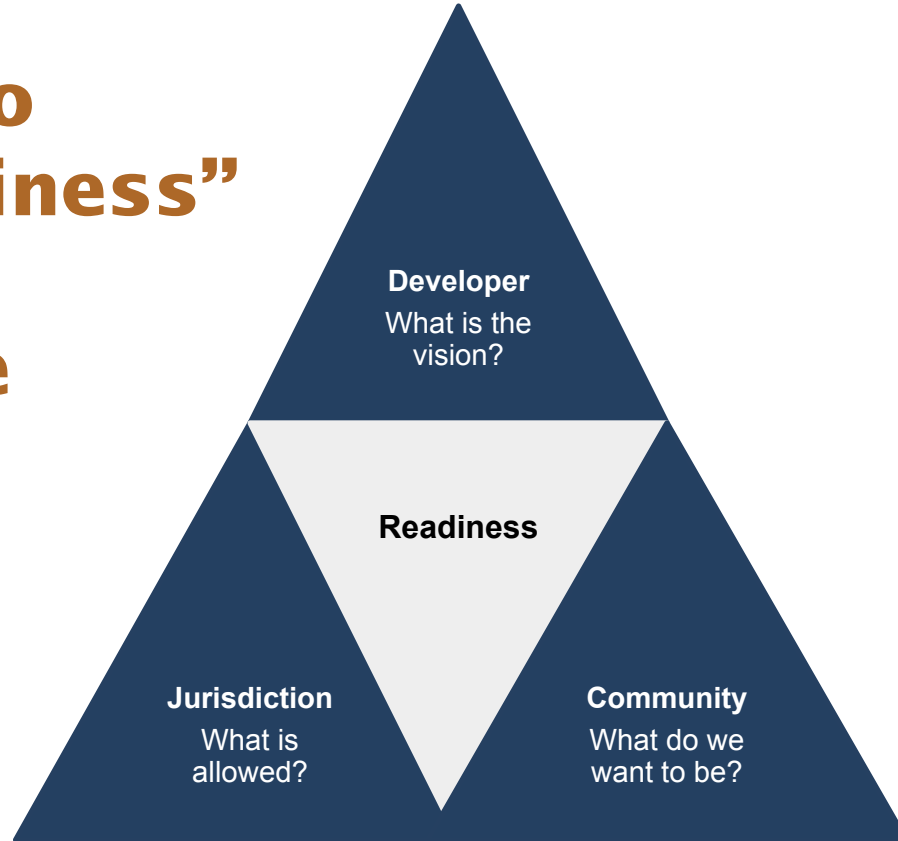 o
iness”
e
Developer
What is the
vision?
Readiness
Jurisdiction
What is
allowed?
Community
What do we
want to be?